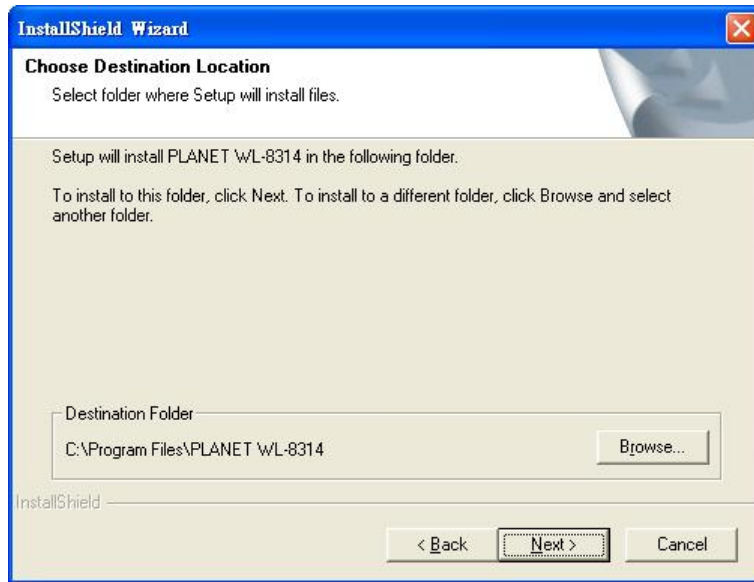 InstallShield Wizard
Choose Destination Location
Select folder where Setup will install files.
Setup will install PLANET WL-8314 in the following folder.
To install to this folder, click Next. To install to a different folder, click Browse and select
another folder.
Destination Folder
C:\Program Files\PLANET WL-8314
Browse...
InstallShield
< Back
Next >
Cancel